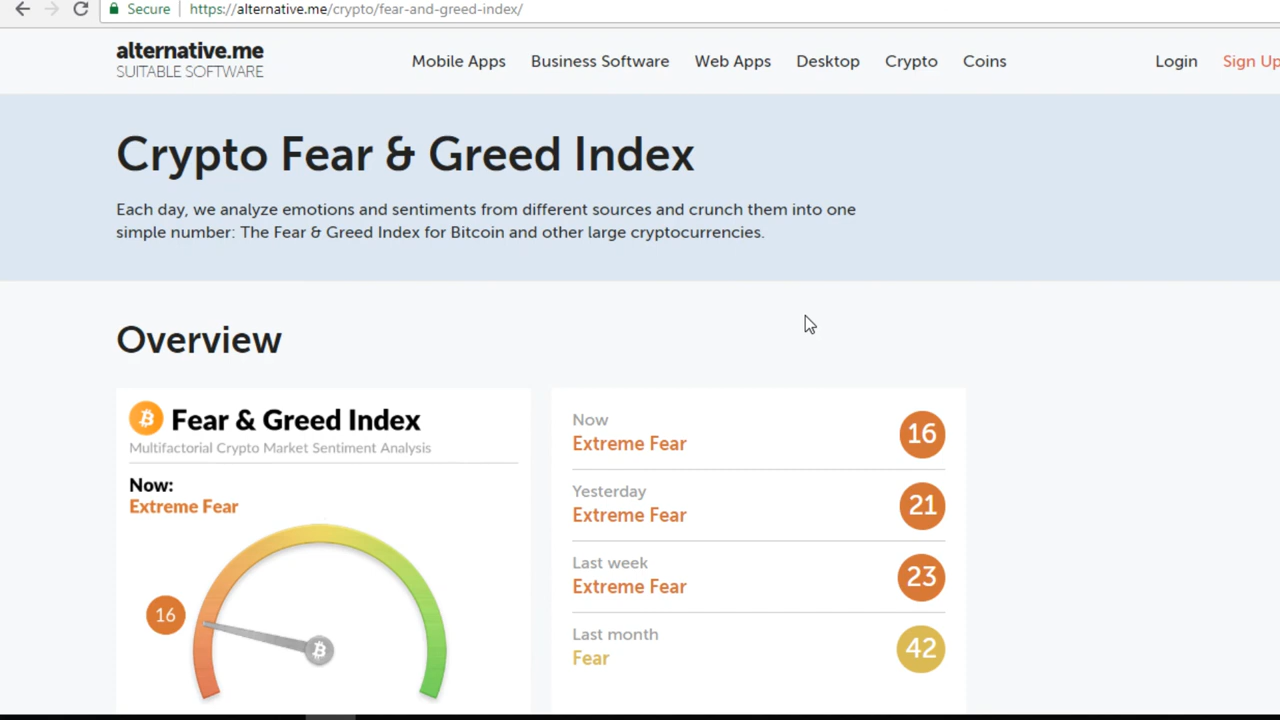 Secure https://alternative.me/crypto/fear-and-greed-index/
alternative.me
SUITABLE SOFTWARE
Mobile Apps Business Software Web Apps Desktop Crypto Coins Login Sign Up
Crypto Fear & Greed Index
Each day, we analyze emotions and sentiments from different sources and crunch them into one
simple number: The Fear & Greed Index for Bitcoin and other large cryptocurrencies.
Overview
Fear & Greed Index
Multifactorial Crypto Market Sentiment Analysis
Now:
Extreme Fear
16
Now
Extreme Fear 16
Yesterday
Extreme Fear 21
Last week
Extreme Fear 23
Last month
Fear 42